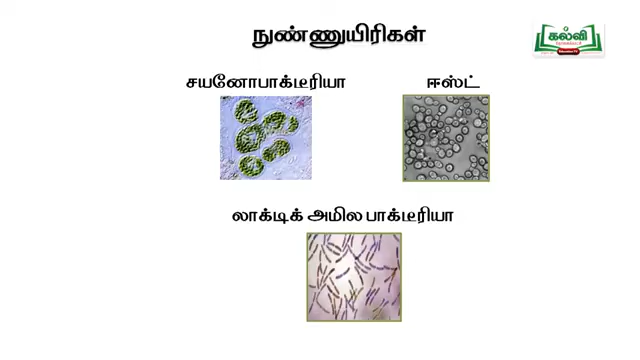 நுண்ணுயிரிகள்
கல்வி
சயனோபாக்டீரியா
ஈஸ்ட்
லாக்டிக் அமில பாக்டீரியா